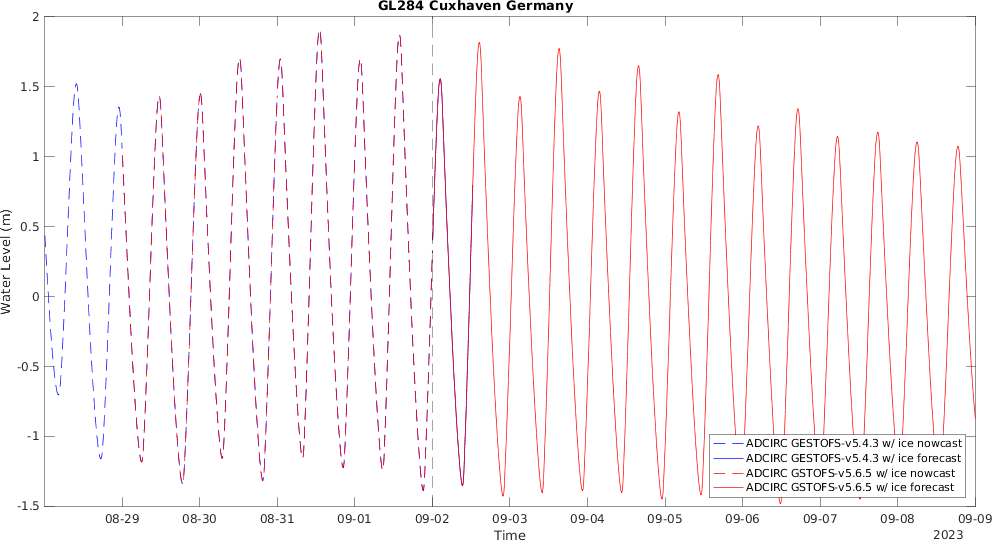 GL284 Cuxhaven Germany
2
1.5
1
0.5
0
-0.5
-1
-1.5
Water Level (m)
08-29 08-30 08-31 09-01 09-02 09-03 09-04 09-05 09-06 09-07 09-08 09-09
Time
2023
ADCIRC GESTOFS-v5.4.3 w/ ice nowcast
ADCIRC GESTOFS-v5.4.3 w/ ice forecast
ADCIRC GSTOFS-v5.6.5 w/ ice nowcast
ADCIRC GSTOFS-v5.6.5 w/ ice forecast